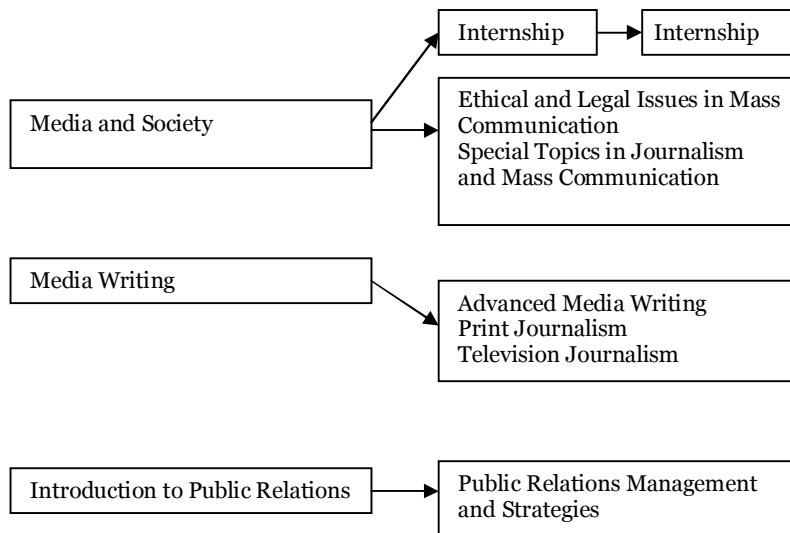 Internship
Internship
Media and Society
Ethical and Legal Issues in Mass
Communication
Special Topics in Journalism
and Mass Communication
Media Writing
Advanced Media Writing
Print Journalism
Television Journalism
Introduction to Public Relations
Public Relations Management
and Strategies